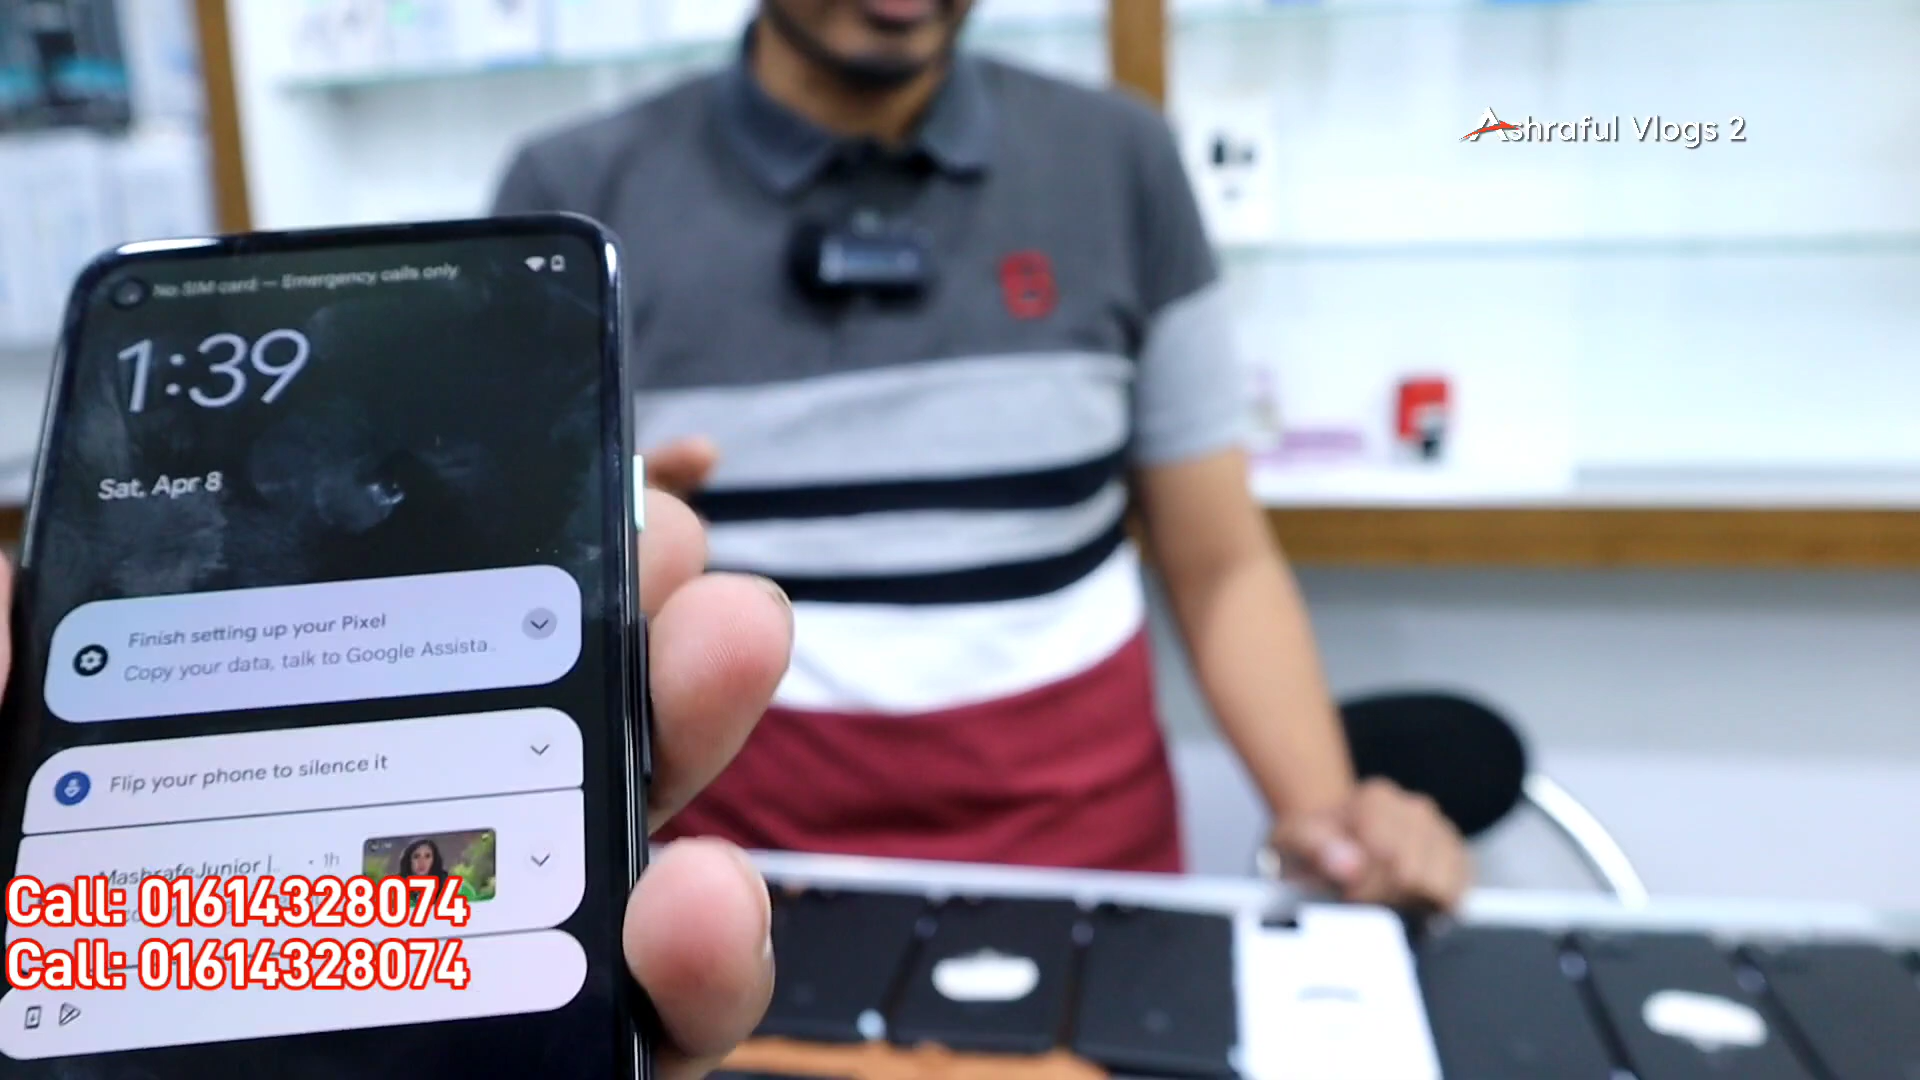 Ashraful Vlogs 2
No SIM card — Emergency calls only
1:39
Sat, Apr 8
Finish setting up your Pixel
Copy your data, talk to Google Assista..
Flip your phone to silence it
MashrafeJunior |.. · 1h
Call: 01614328074
Call: 01614328074